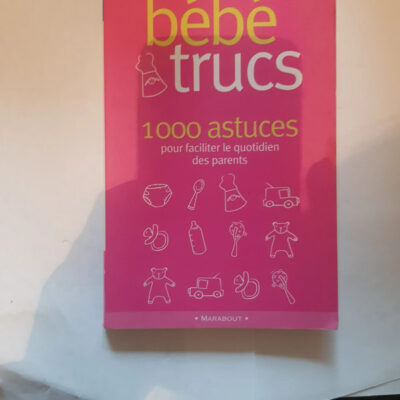 bébé
trucs
1000 astuces
pour faciliter le quotidien
des parents
• MARABOUT •